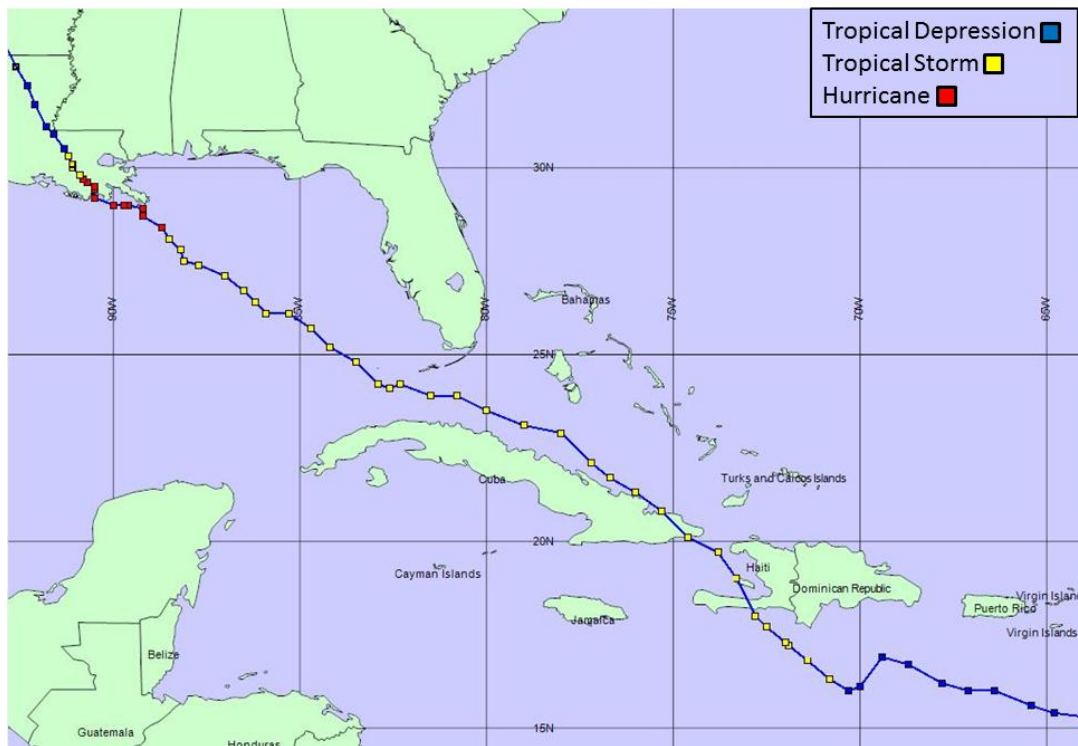 Tropical Depression
Tropical Storm
Hurricane
30N
90W
85W
80W
75W
70W
65W
Bahamas
25N
Cuba
Turks and Caicos Islands
20N
Cayman Islands
Haiti
Dominican Republic
Virgin Islan
Puerto Rico
Jamaica
Virgin Islands
Belize
15N
Guatemala
Honduras